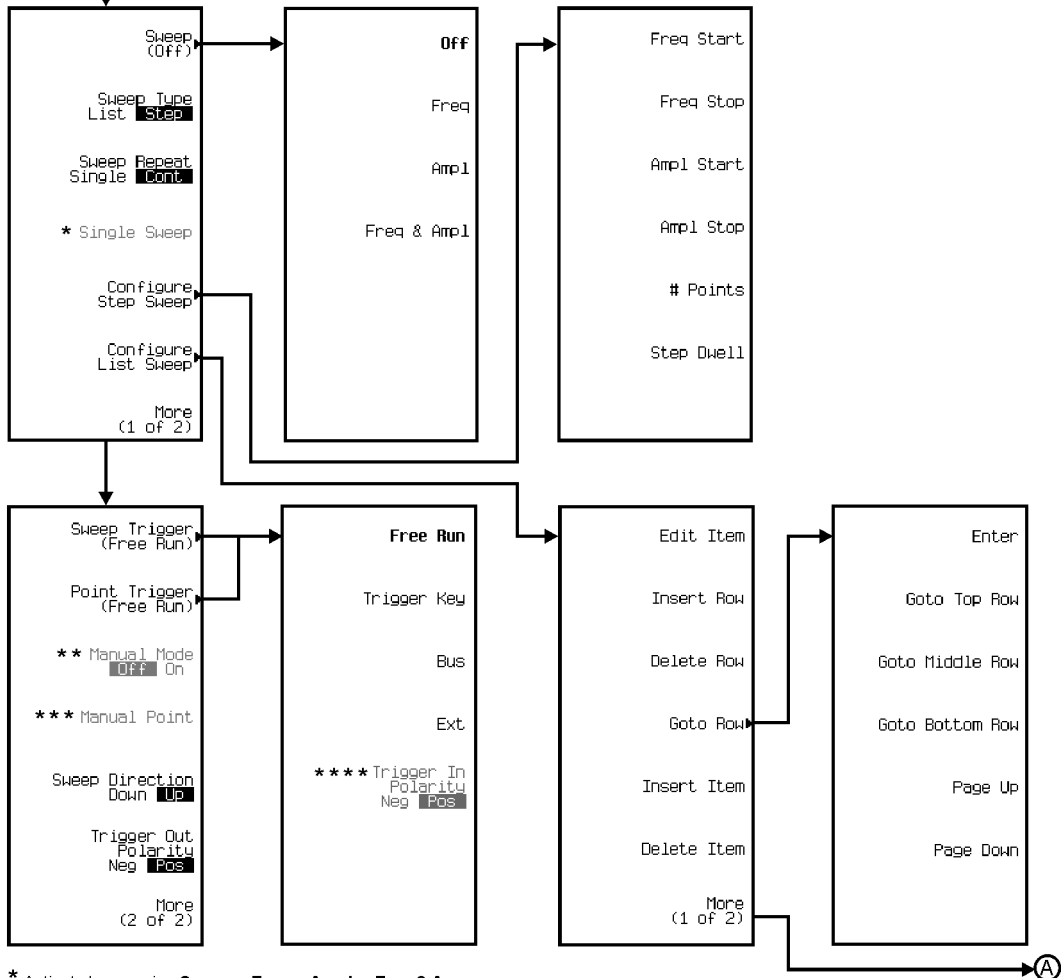 Sweep
(Off)
Sweep Type
List Step
Sweep Repeat
Single Cont
* Single Sweep
Configure
Step Sweep
Configure
List Sweep
More
(1 of 2)
Off
Freq
Ampl
Freq & Ampl
Freq Start
Freq Stop
Ampl Start
Ampl Stop
# Points
Step Dwell
Sweep Trigger
(Free Run)
Point Trigger
(Free Run)
** Manual Mode
Off On
*** Manual Point
Sweep Direction
Down Up
Trigger Out
Polarity
Neg Pos
More
(2 of 2)
Free Run
Trigger Key
Bus
Ext
**** Trigger In
Polarity
Neg Pos
Edit Item
Insert Row
Delete Row
Goto Row
Insert Item
Delete Item
More
(1 of 2)
Enter
Goto Top Row
Goto Middle Row
Goto Bottom Row
Page Up
Page Down
A
*